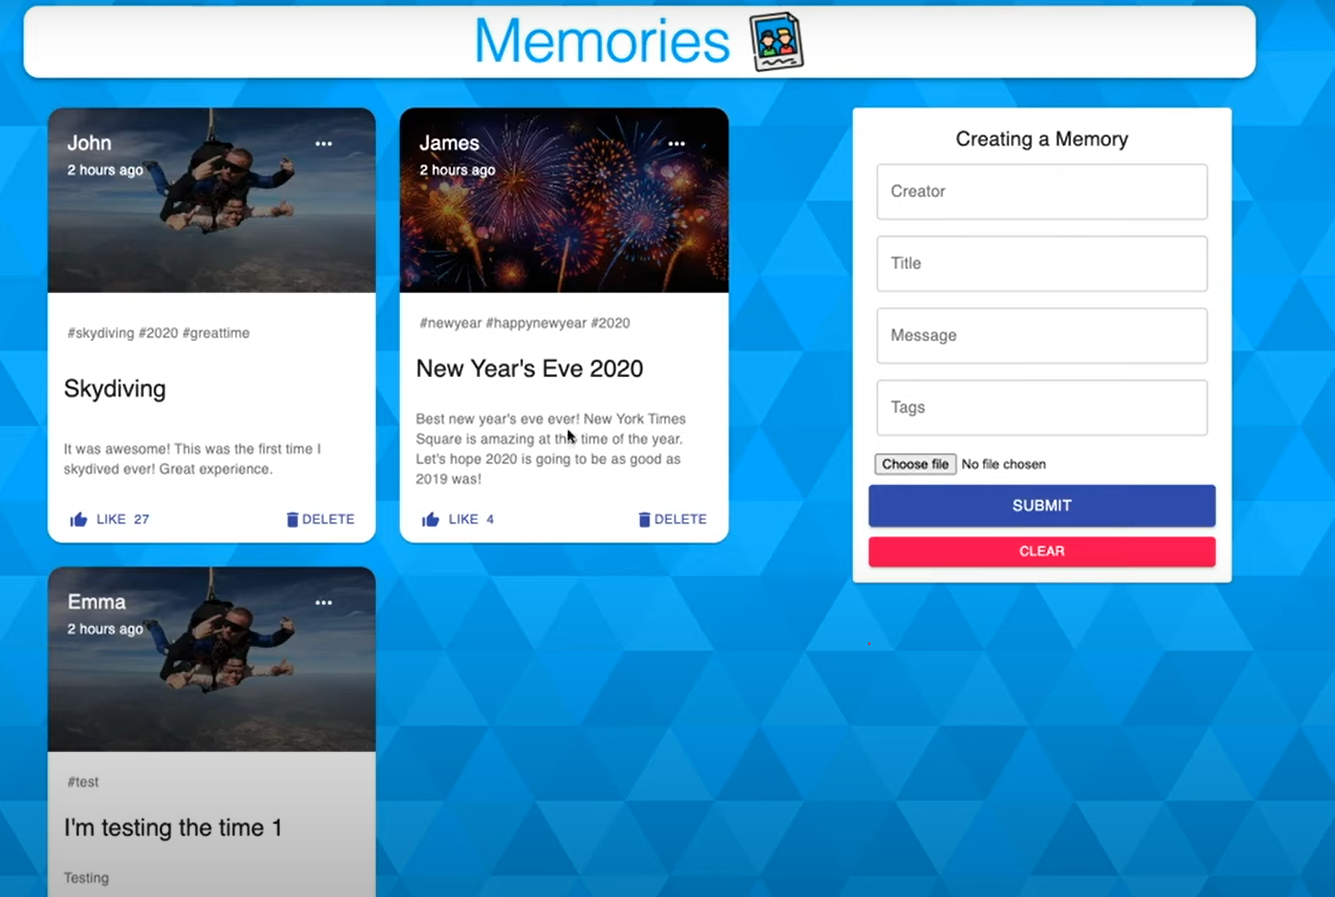 Memories
John
2 hours ago
#skydiving #2020 #greattime
Skydiving
It was awesome! This was the first time I
skydived ever! Great experience.
LIKE 27
DELETE
James
2 hours ago
#newyear #happynewyear #2020
New Year's Eve 2020
Best new year's eve ever! New York Times
Square is amazing at this time of the year.
Let's hope 2020 is going to be as good as
2019 was!
LIKE 4
DELETE
Emma
2 hours ago
#test
I'm testing the time 1
Testing
Creating a Memory
Creator
Title
Message
Tags
Choose file No file chosen
SUBMIT
CLEAR